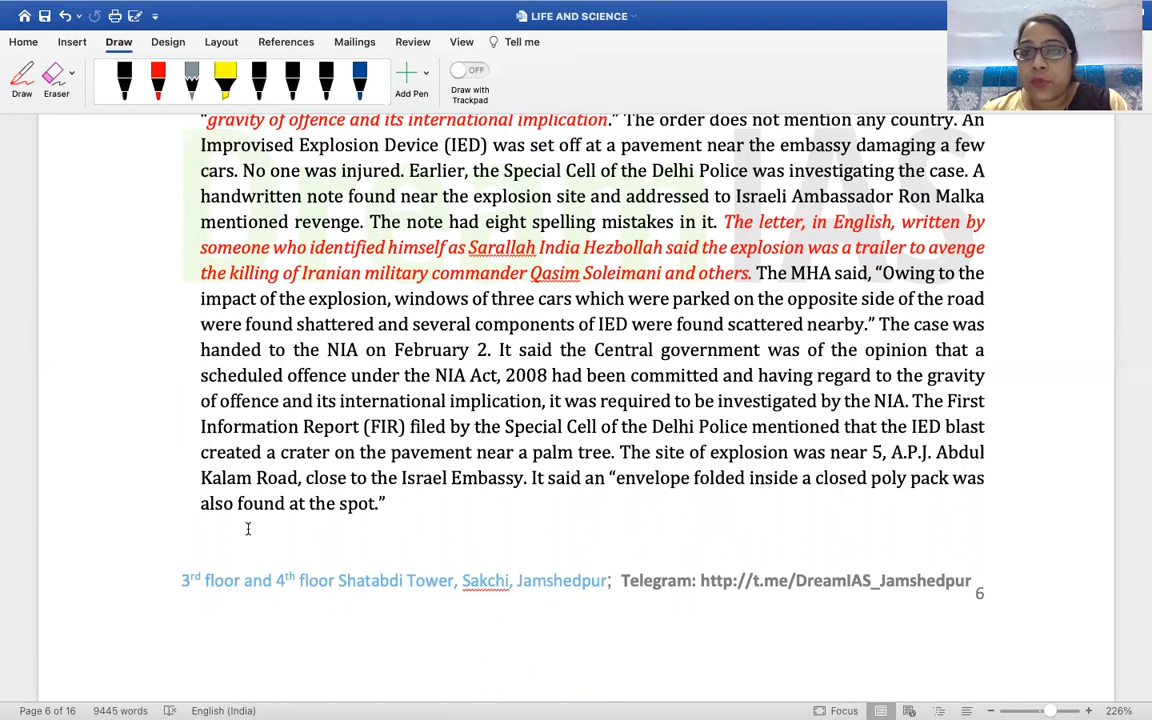 LIFE AND SCIENCE
Home Insert Draw Design Layout References Mailings Review View Tell me
OFF
Draw Eraser Add Pen Draw with Trackpad
“gravity of offence and its international implication.” The order does not mention any country. An
Improvised Explosion Device (IED) was set off at a pavement near the embassy damaging a few
cars. No one was injured. Earlier, the Special Cell of the Delhi Police was investigating the case. A
handwritten note found near the explosion site and addressed to Israeli Ambassador Ron Malka
mentioned revenge. The note had eight spelling mistakes in it. The letter, in English, written by
someone who identified himself as Sarallah India Hezbollah said the explosion was a trailer to avenge
the killing of Iranian military commander Qasim Soleimani and others. The MHA said, “Owing to the
impact of the explosion, windows of three cars which were parked on the opposite side of the road
were found shattered and several components of IED were found scattered nearby.” The case was
handed to the NIA on February 2. It said the Central government was of the opinion that a
scheduled offence under the NIA Act, 2008 had been committed and having regard to the gravity
of offence and its international implication, it was required to be investigated by the NIA. The First
Information Report (FIR) filed by the Special Cell of the Delhi Police mentioned that the IED blast
created a crater on the pavement near a palm tree. The site of explosion was near 5, A.P.J. Abdul
Kalam Road, close to the Israel Embassy. It said an “envelope folded inside a closed poly pack was
also found at the spot.”
3rd floor and 4th floor Shatabdi Tower, Sakchi, Jamshedpur; Telegram: http://t.me/DreamIAS_Jamshedpur
6
DreamIAS
Page 6 of 16 9445 words English (India) Focus 226%